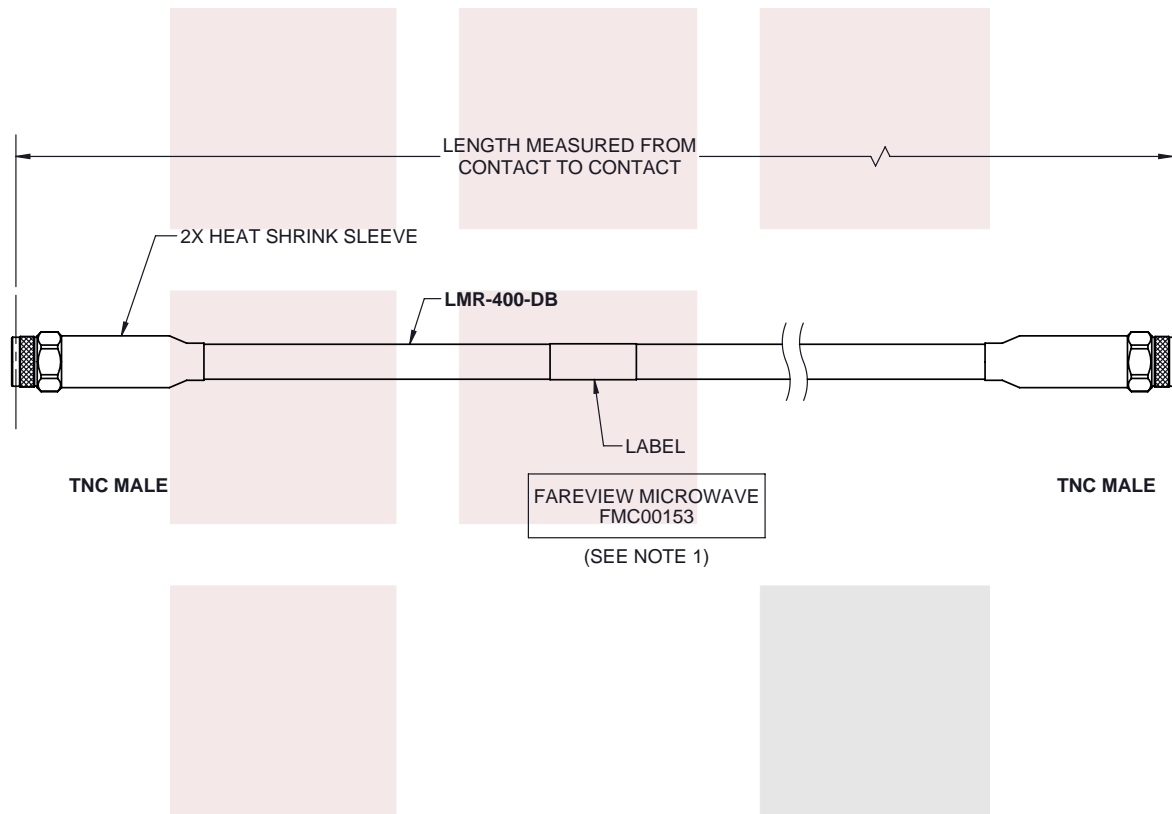 LENGTH MEASURED FROM
CONTACT TO CONTACT
2X HEAT SHRINK SLEEVE
LMR-400-DB
LABEL
TNC MALE
FAREVIEW MICROWAVE
FMC00153
(SEE NOTE 1)
TNC MALE